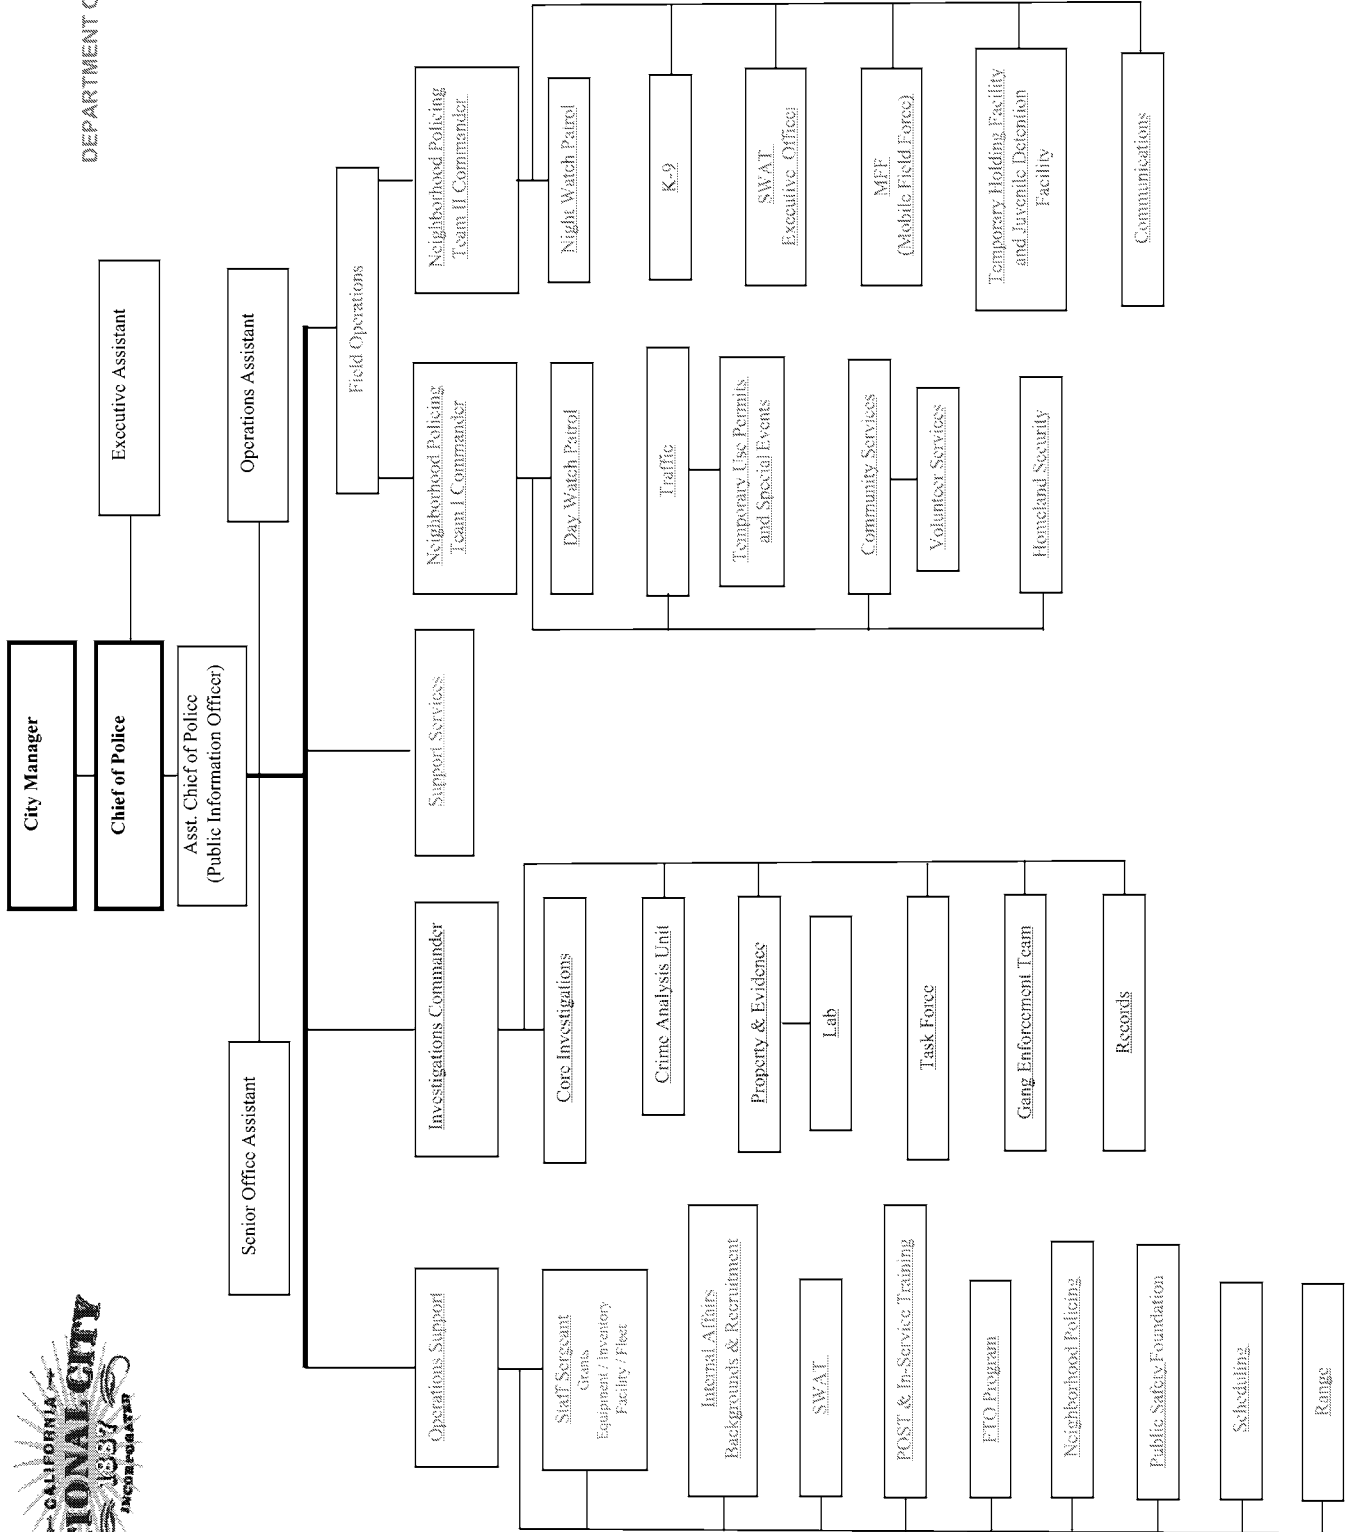 CALIFORNIA
IONAL CITY
1887
INCORPORATED
DEPARTMENT
City Manager
Chief of Police
Executive Assistant
Asst. Chief of Police
(Public Information Officer)
Senior Office Assistant
Operations Assistant
Field Operations
Operations Support
Investigations Commander
Support Services
Neighborhood Policing
Team I Commander
Neighborhood Policing
Team II Commander
Staff Sergeant
Grants
Equipment / Inventory
Facility / Fleet
Internal Affairs
Backgrounds & Recruitment
SWAT
POST & In-Service Training
FTO Program
Neighborhood Policing
Public Safety Foundation
Scheduling
Range
Core Investigations
Crime Analysis Unit
Property & Evidence
Lab
Task Force
Gang Enforcement Team
Records
Day Watch Patrol
Traffic
Temporary Use Permits
and Special Events
Community Services
Volunteer Services
Homeland Security
Night Watch Patrol
K-9
SWAT
Executive Officer
MFF
(Mobile Field Force)
Temporary Holding Facility
and Juvenile Detention
Facility
Communications